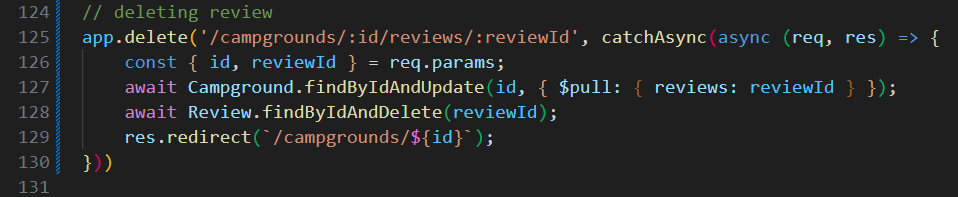 124 // deleting review
125 app.delete('/campgrounds/:id/reviews/:reviewId', catchAsync(async (req, res) => {
126     const { id, reviewId } = req.params;
127     await Campground.findByIdAndUpdate(id, { $pull: { reviews: reviewId } });
128     await Review.findByIdAndDelete(reviewId);
129     res.redirect(`/campgrounds/${id}`);
130 }))
131